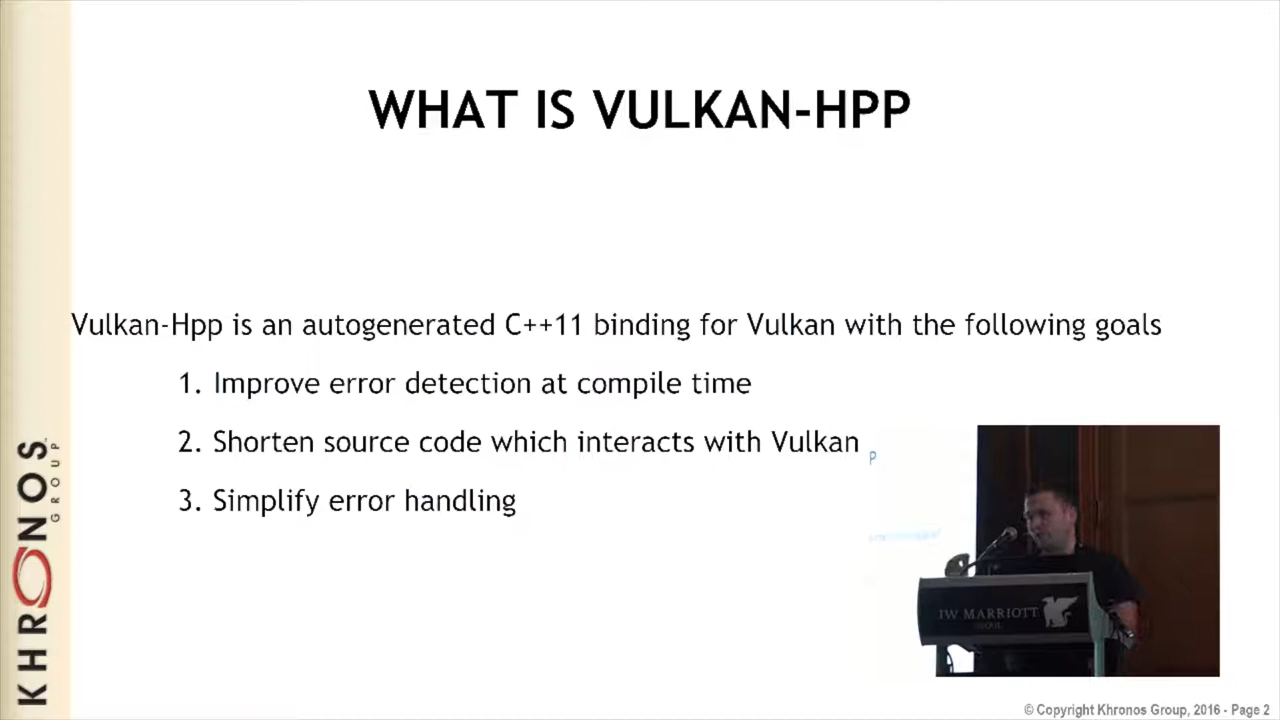 WHAT IS VULKAN-HPP
Vulkan-Hpp is an autogenerated C++11 binding for Vulkan with the following goals
1. Improve error detection at compile time
2. Shorten source code which interacts with Vulkan
3. Simplify error handling
P
JW MARRIOTT
SEOUL
KHRONOS
GROUP
© Copyright Khronos Group, 2016 - Page 2